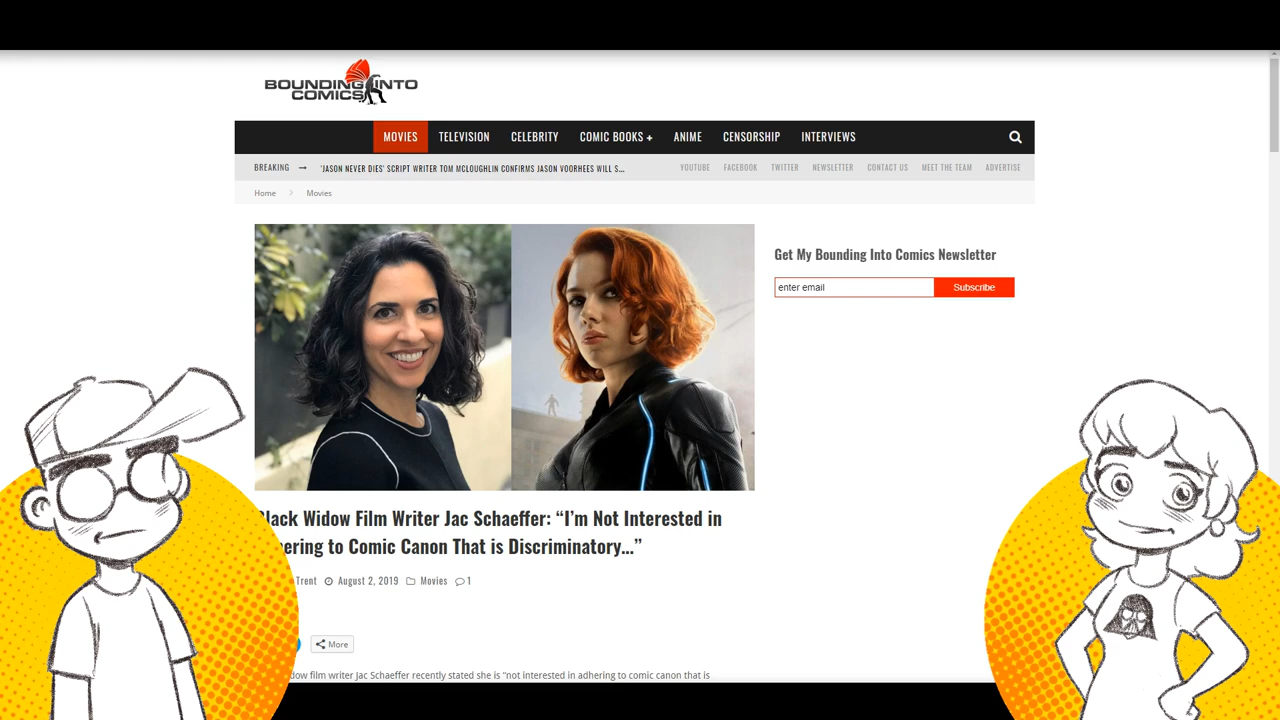 BOUNDING INTO
COMICS
MOVIES TELEVISION CELEBRITY COMIC BOOKS + ANIME CENSORSHIP INTERVIEWS
BREAKING → 'JASON NEVER DIES' SCRIPT WRITER TOM MCLOUGHLIN CONFIRMS JASON VOORHEES WILL S... YOUTUBE FACEBOOK TWITTER NEWSLETTER CONTACT US MEET THE TEAM ADVERTISE
Home > Movies
Get My Bounding Into Comics Newsletter
enter email Subscribe
Black Widow Film Writer Jac Schaeffer: “I’m Not Interested in
hering to Comic Canon That is Discriminatory...”
Trent August 2, 2019 Movies 1
More
dow film writer Jac Schaeffer recently stated she is “not interested in adhering to comic canon that is